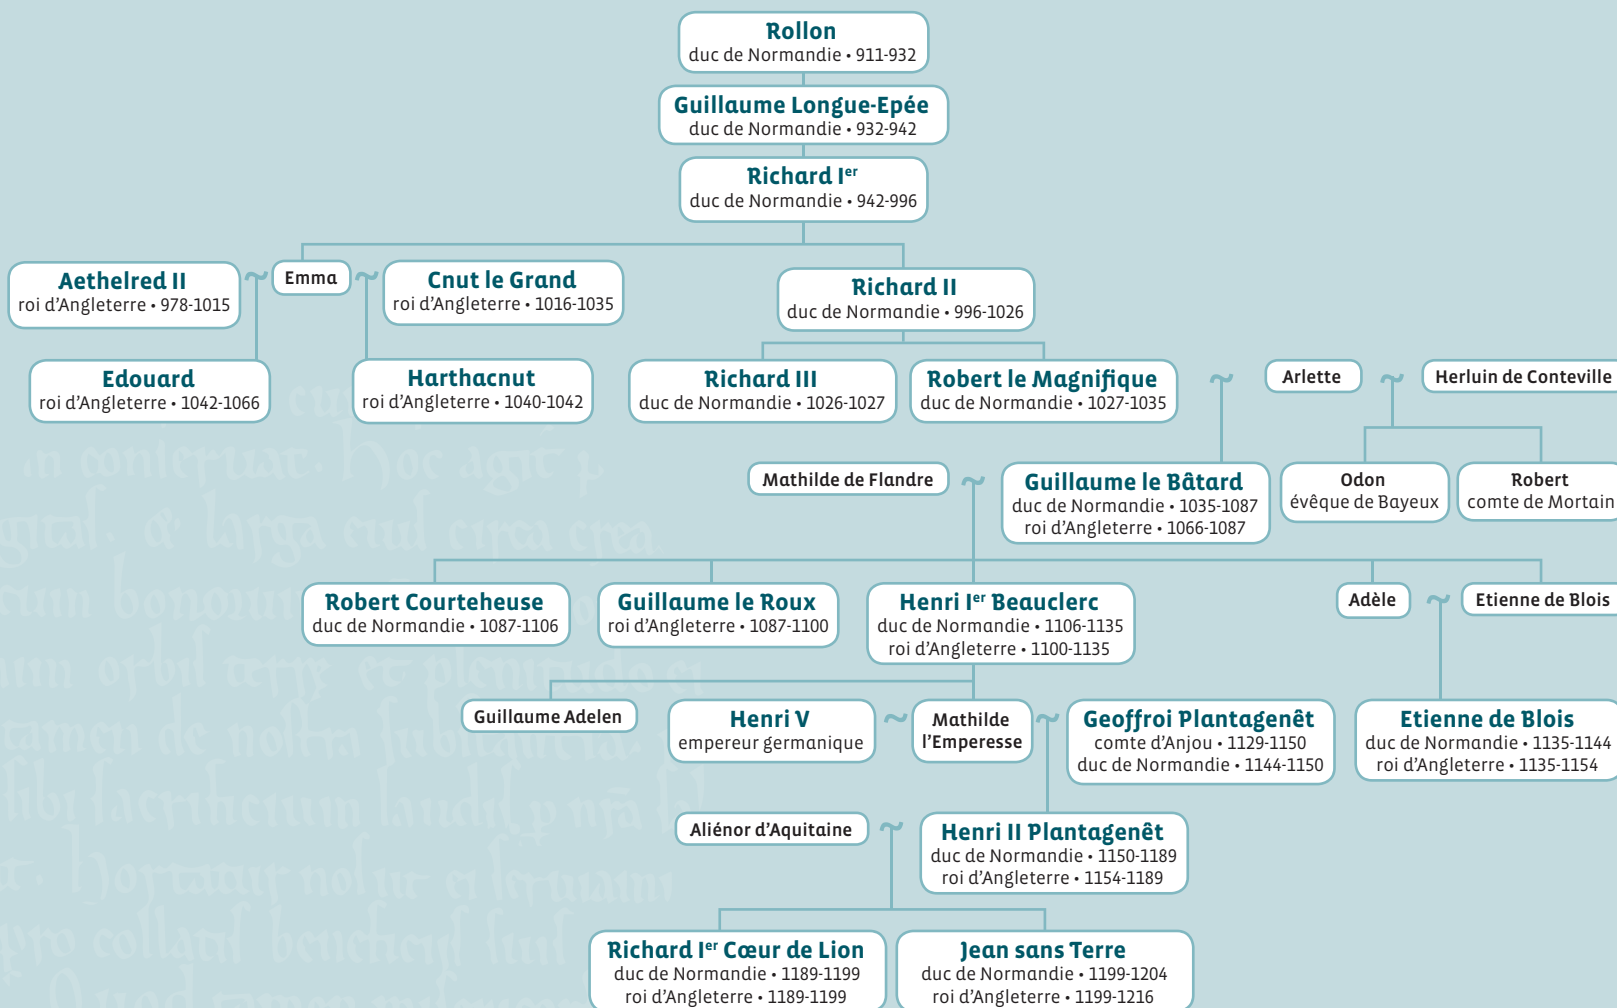 Rollon
duc de Normandie • 911-932
Guillaume Longue-Epée
duc de Normandie • 932-942
Richard Iᵉʳ
duc de Normandie • 942-996
Aethelred II
roi d'Angleterre • 978-1015
~
Emma
~
Cnut le Grand
roi d'Angleterre • 1016-1035
Richard II
duc de Normandie • 996-1026
Edouard
roi d'Angleterre • 1042-1066
Harthacnut
roi d'Angleterre • 1040-1042
Richard III
duc de Normandie • 1026-1027
Robert le Magnifique
duc de Normandie • 1027-1035
~
Arlette
~
Herluin de Conteville
Mathilde de Flandre
~
Guillaume le Bâtard
duc de Normandie • 1035-1087
roi d'Angleterre • 1066-1087
Odon
évêque de Bayeux
Robert
comte de Mortain
Robert Courteheuse
duc de Normandie • 1087-1106
Guillaume le Roux
roi d'Angleterre • 1087-1100
Henri Iᵉʳ Beauclerc
duc de Normandie • 1106-1135
roi d'Angleterre • 1100-1135
Adèle
~
Etienne de Blois
Guillaume Adelen
Henri V
empereur germanique
~
Mathilde
l'Emperesse
~
Geoffroi Plantagenêt
comte d'Anjou • 1129-1150
duc de Normandie • 1144-1150
Etienne de Blois
duc de Normandie • 1135-1144
roi d'Angleterre • 1135-1154
Aliénor d'Aquitaine
~
Henri II Plantagenêt
duc de Normandie • 1150-1189
roi d'Angleterre • 1154-1189
Richard Iᵉʳ Cœur de Lion
duc de Normandie • 1189-1199
roi d'Angleterre • 1189-1199
Jean sans Terre
duc de Normandie • 1199-1204
roi d'Angleterre • 1199-1216